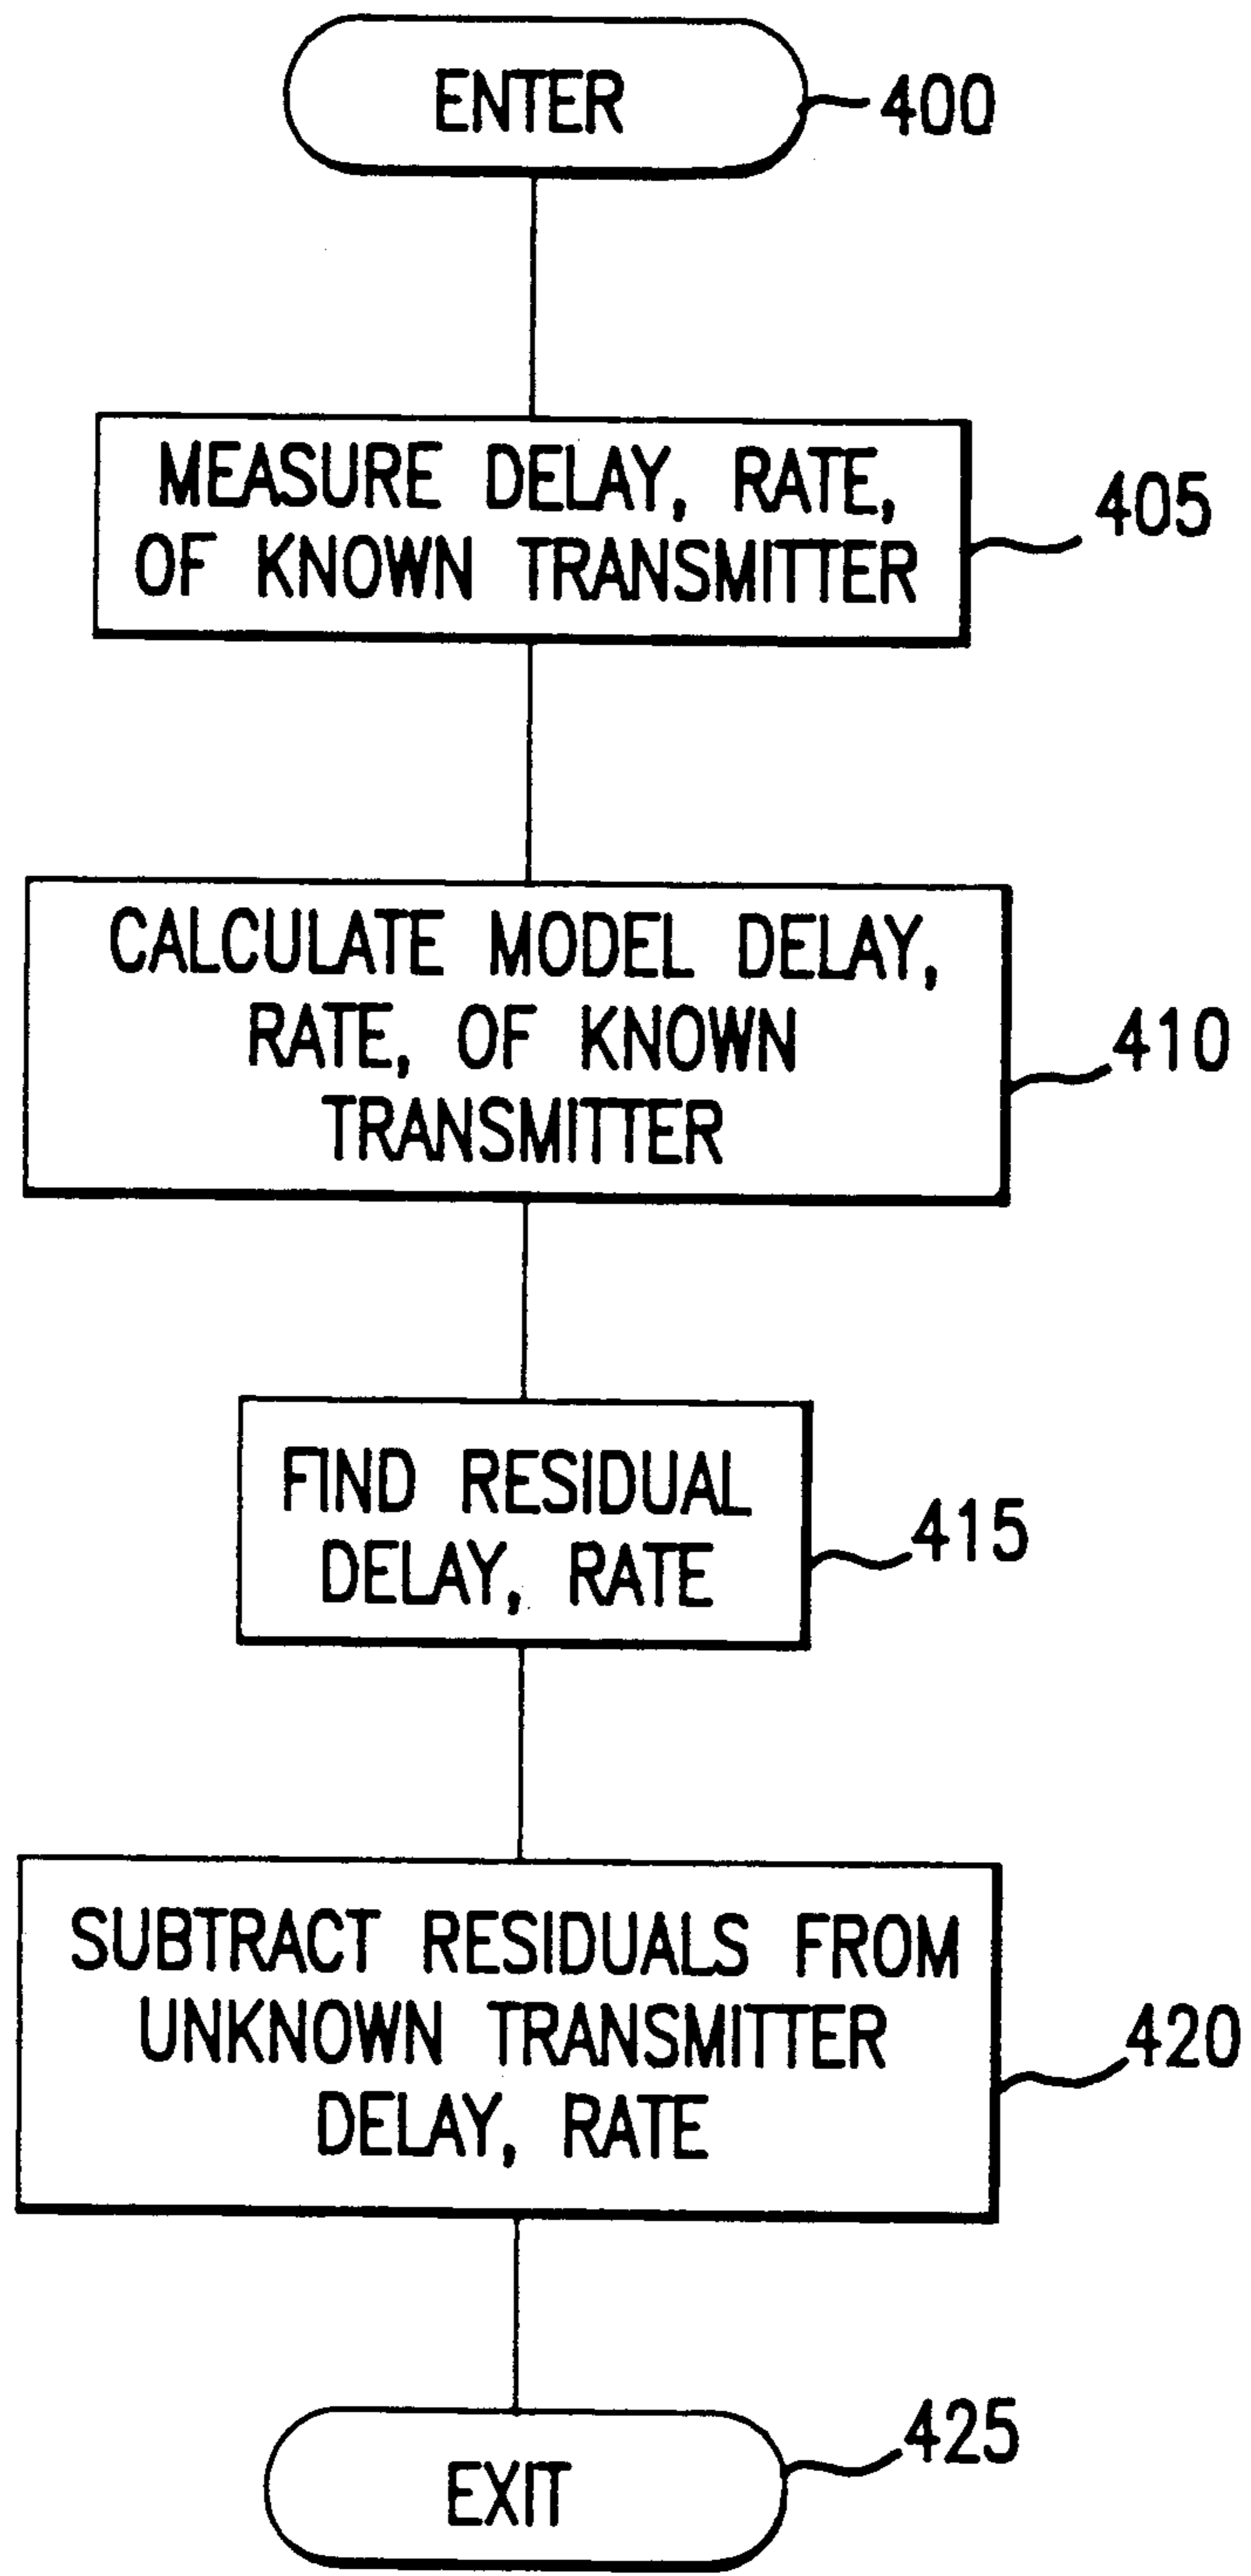 ENTER
400
MEASURE DELAY, RATE,
OF KNOWN TRANSMITTER
405
CALCULATE MODEL DELAY,
RATE, OF KNOWN
TRANSMITTER
410
FIND RESIDUAL
DELAY, RATE
415
SUBTRACT RESIDUALS FROM
UNKNOWN TRANSMITTER
DELAY, RATE
420
EXIT
425